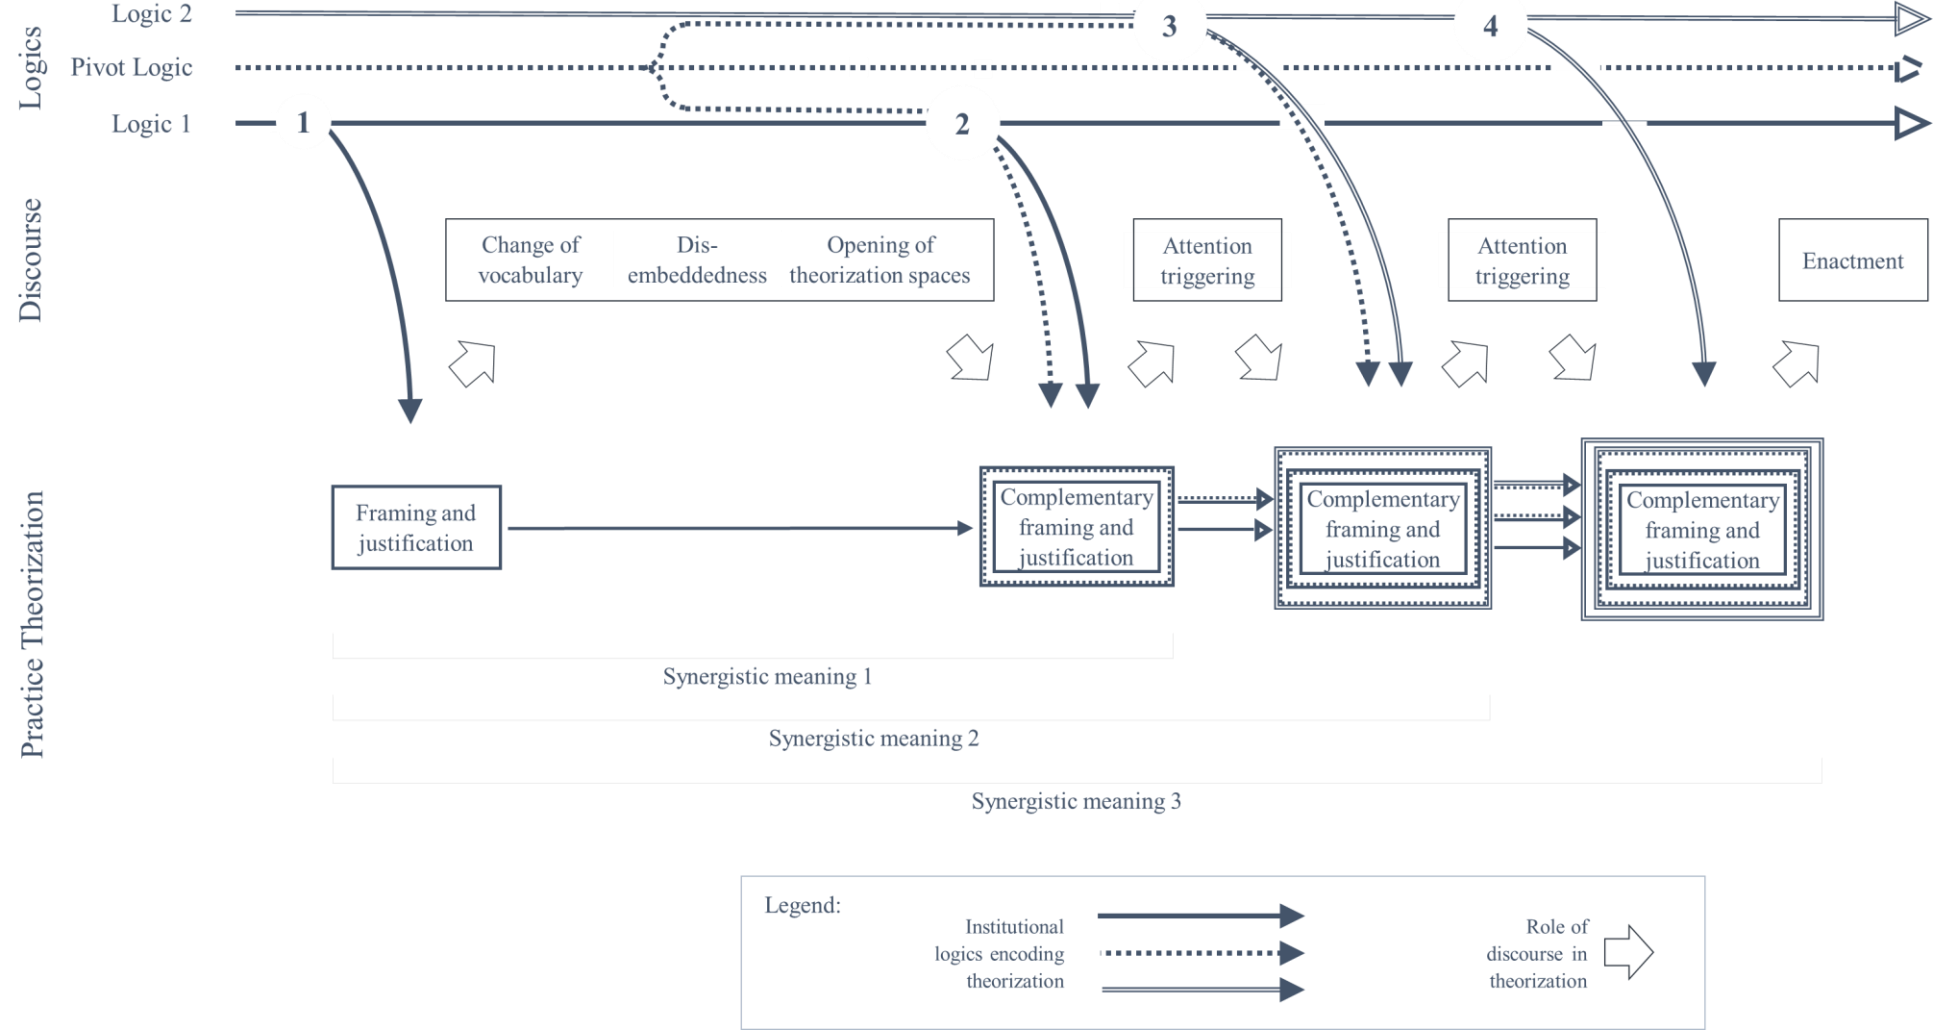 Logics
Logic 2
3
4
Pivot Logic
Logic 1
1
2
Discourse
Change of
vocabulary
Dis-
embeddedness
Opening of
theorization spaces
Attention
triggering
Attention
triggering
Enactment
Practice Theorization
Framing and
justification
Complementary
framing and
justification
Complementary
framing and
justification
Complementary
framing and
justification
Synergistic meaning 1
Synergistic meaning 2
Synergistic meaning 3
Legend:
Institutional
logics encoding
theorization
Role of
discourse in
theorization